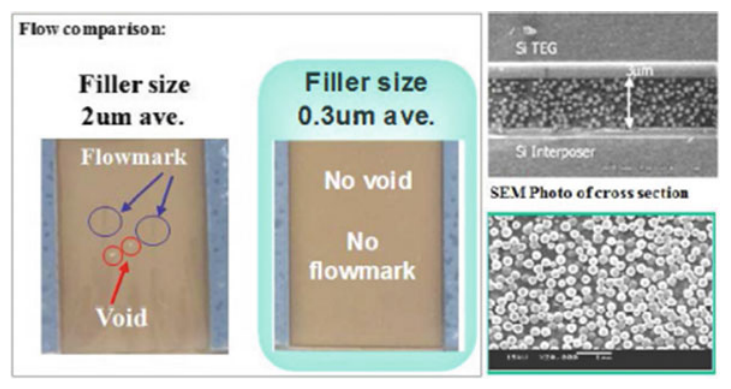 Flow comparison:
Filler size
2um ave.
Flowmark
Void
Filler size
0.3um ave.
No void
No
flowmark
Si TEG
3um
Si Interposer
SEM Photo of cross section